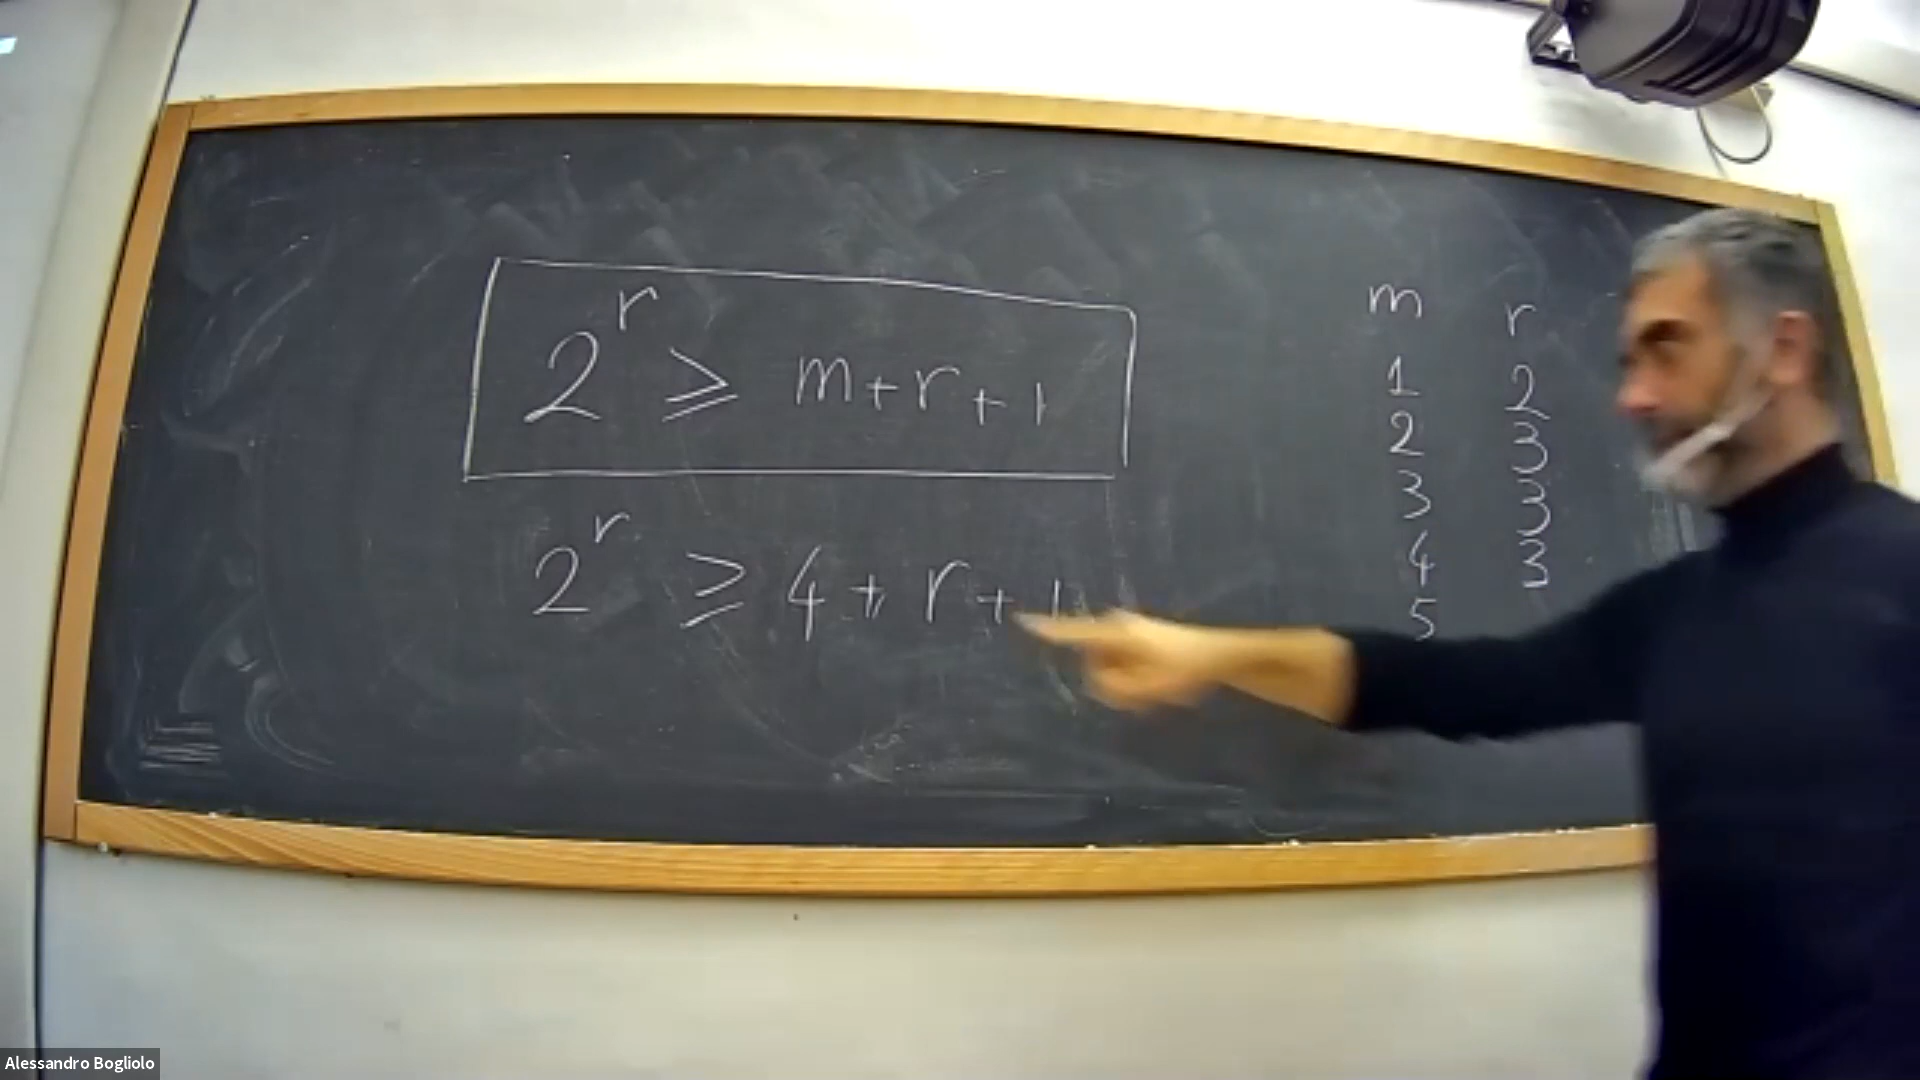 2^r ≥ m+r+1
2^r ≥ 4+r+1
m r
1 2
2 3
3 3
4 3
5
Alessandro Bogliolo